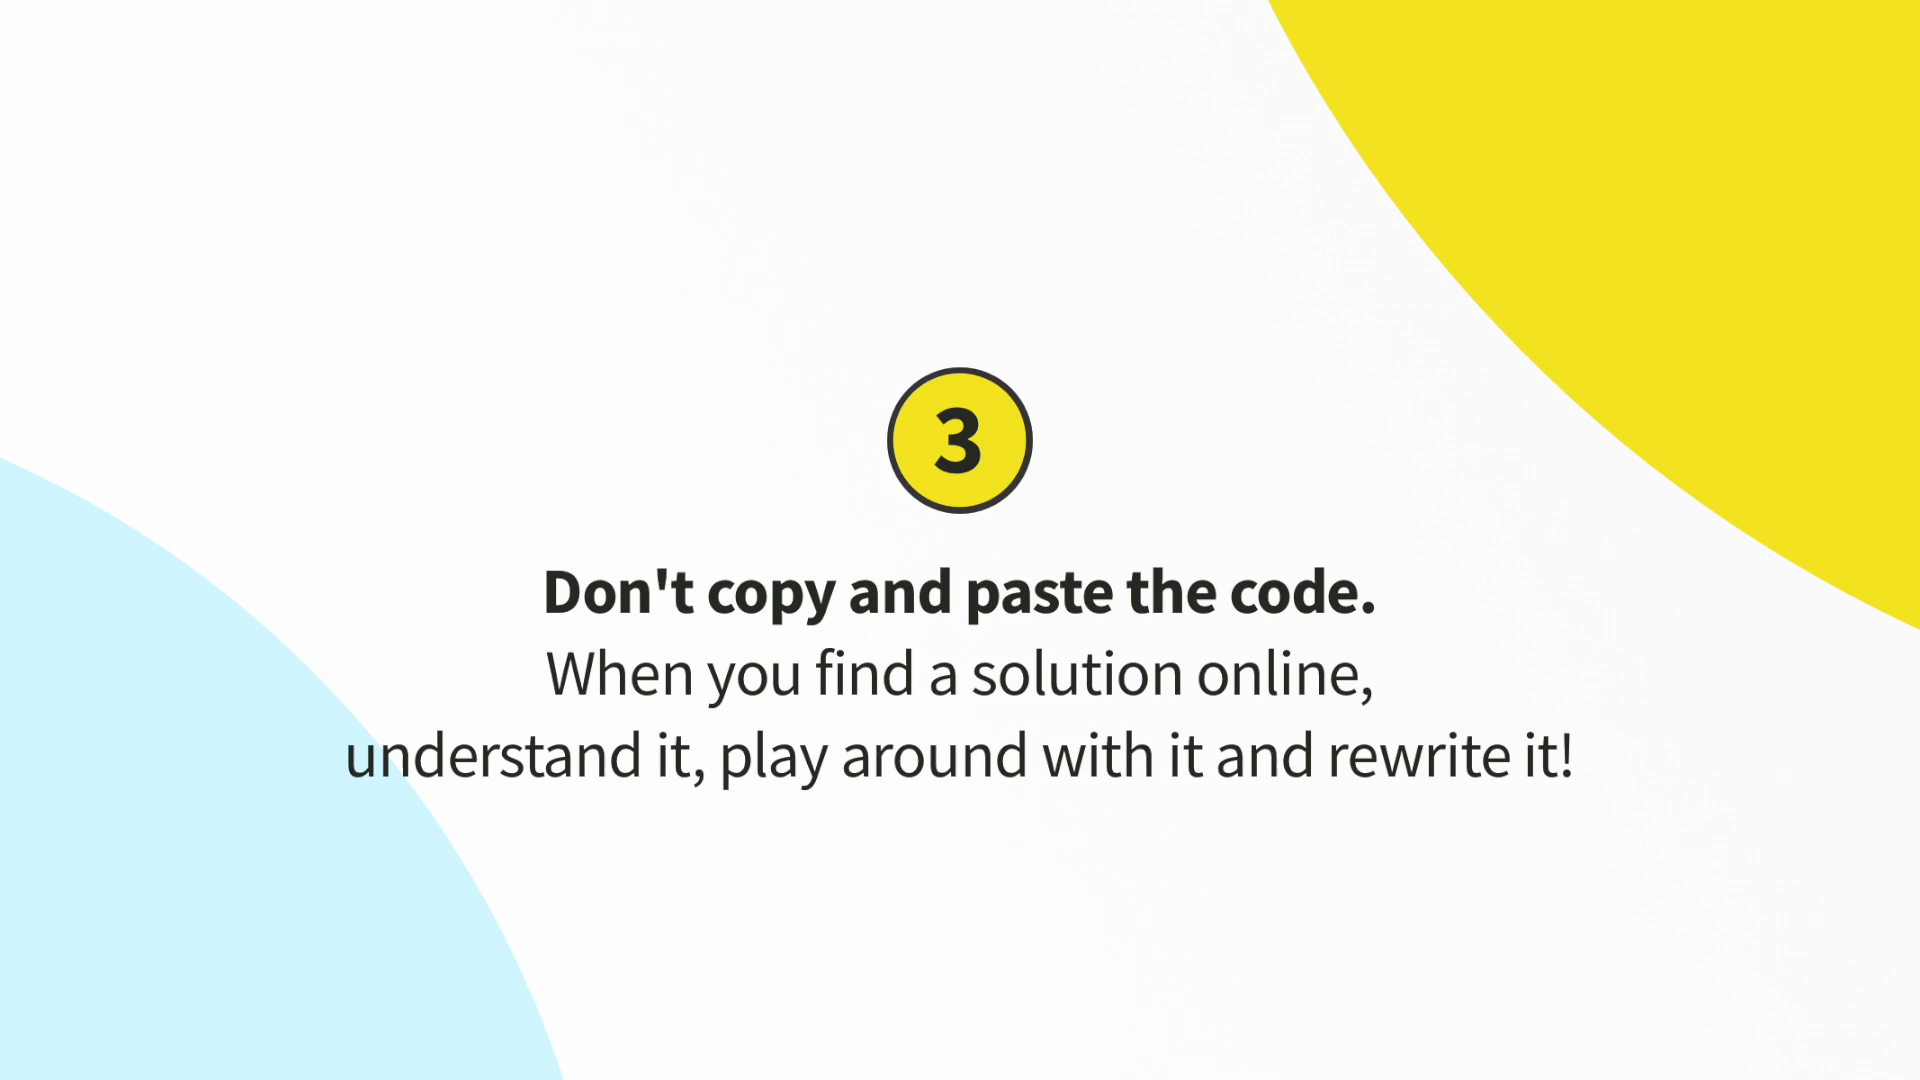 3
Don't copy and paste the code.
When you find a solution online,
understand it, play around with it and rewrite it!